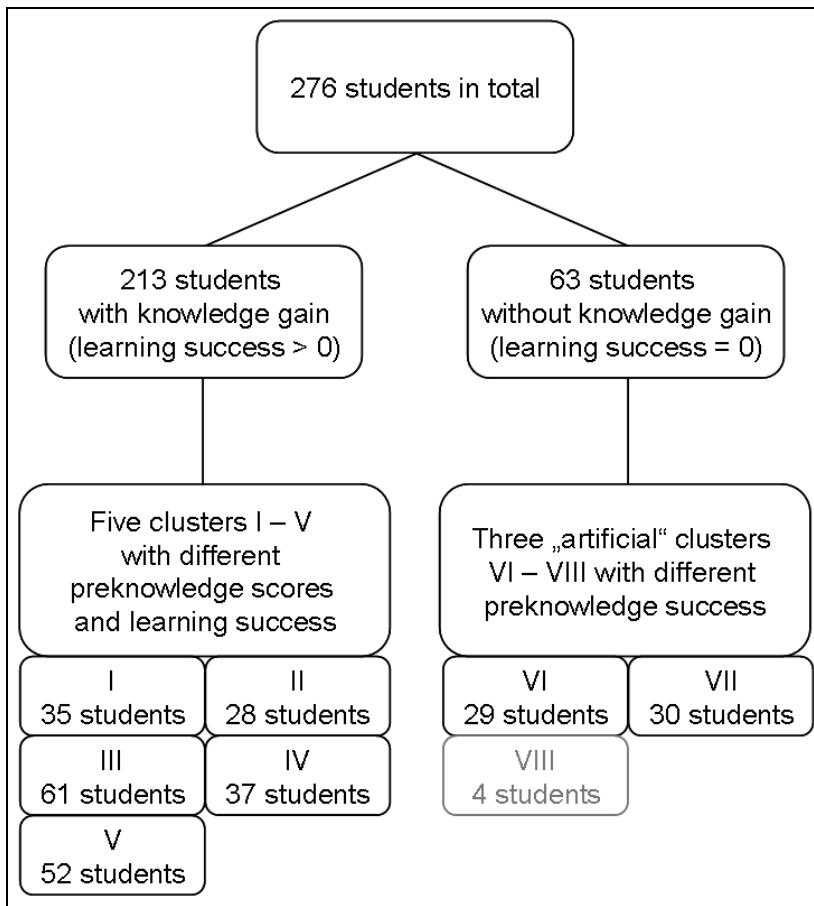 276 students in total
213 students
with knowledge gain
(learning success > 0)
63 students
without knowledge gain
(learning success = 0)
Five clusters I – V
with different
preknowledge scores
and learning success
Three „artificial“ clusters
VI – VIII with different
preknowledge success
I
35 students
II
28 students
III
61 students
IV
37 students
V
52 students
VI
29 students
VII
30 students
VIII
4 students